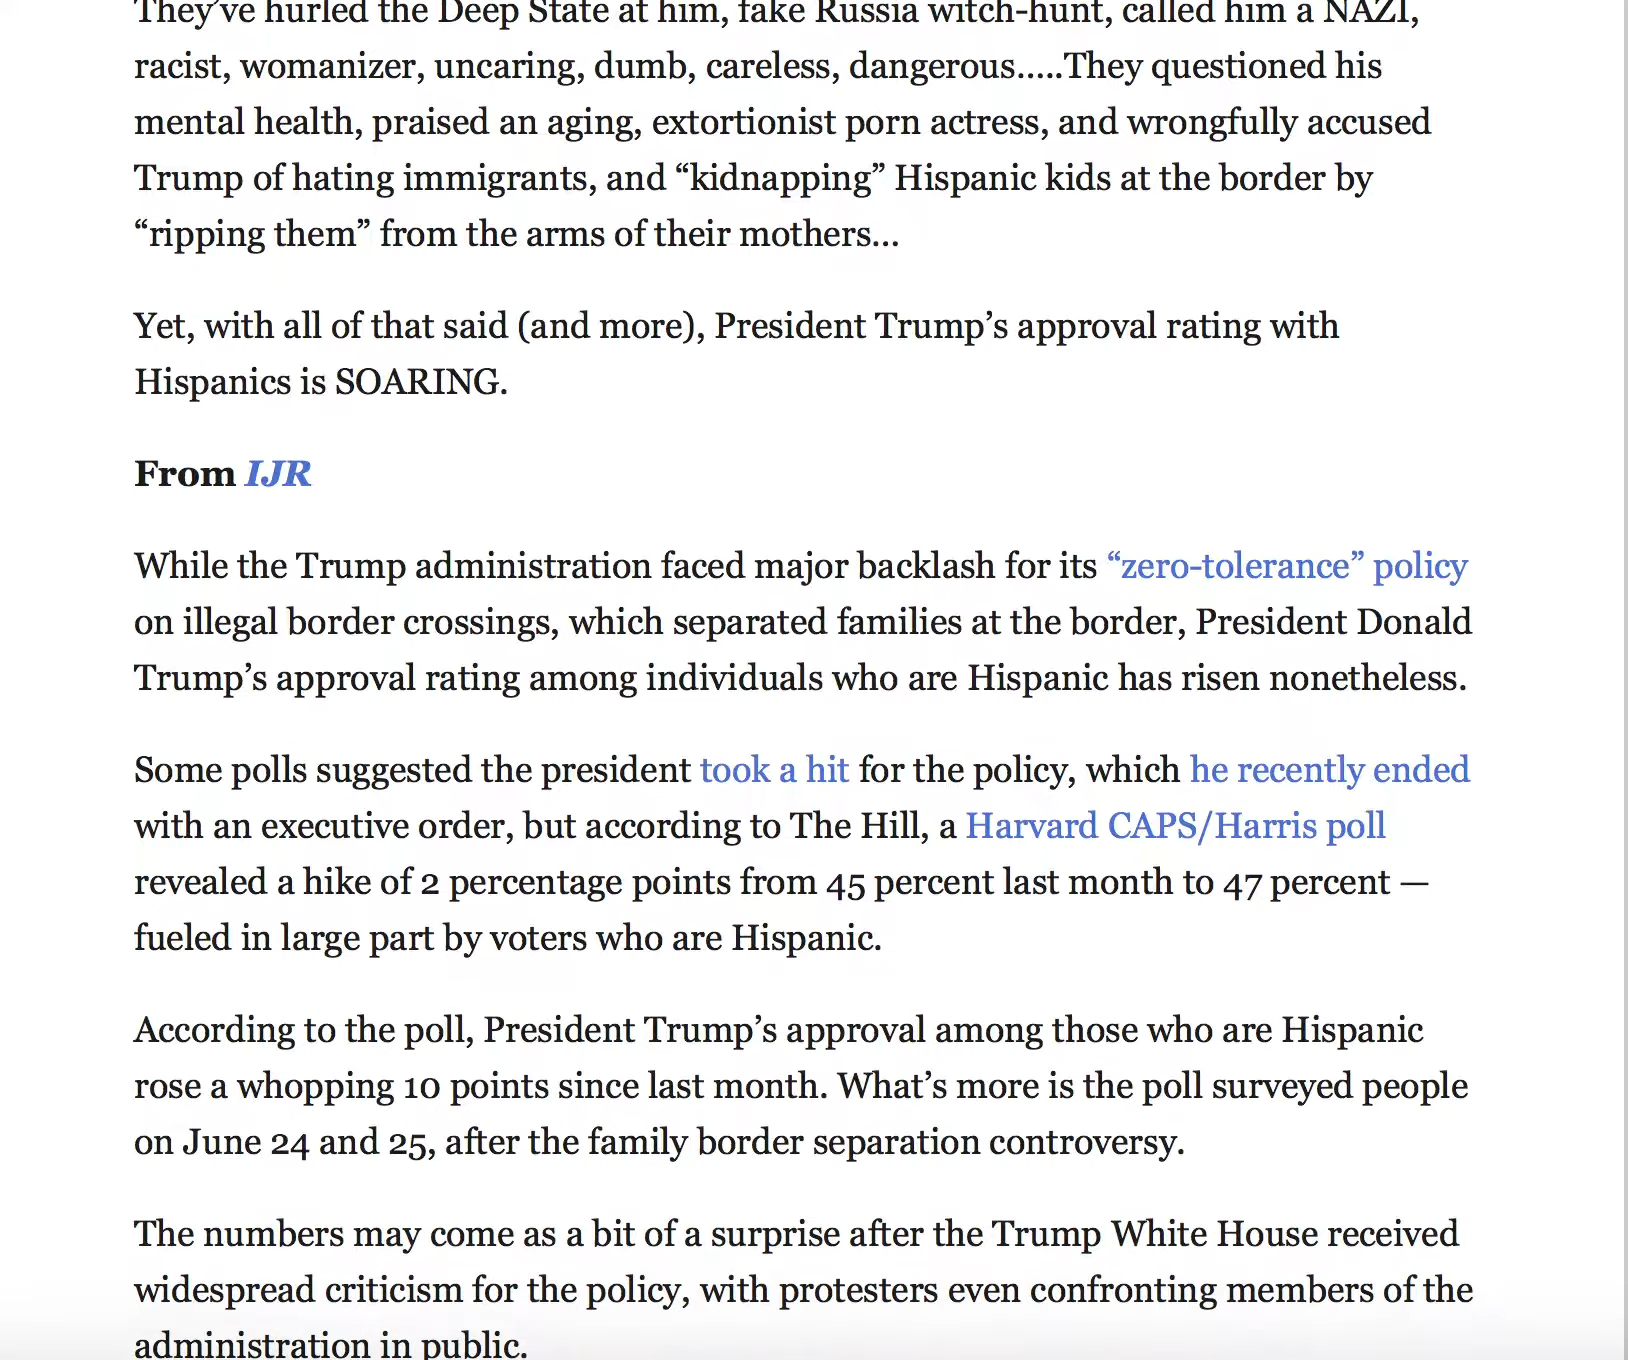 They’ve hurled the Deep State at him, fake Russia witch-hunt, called him a NAZI,
racist, womanizer, uncaring, dumb, careless, dangerous.....They questioned his
mental health, praised an aging, extortionist porn actress, and wrongfully accused
Trump of hating immigrants, and “kidnapping” Hispanic kids at the border by
“ripping them” from the arms of their mothers...
Yet, with all of that said (and more), President Trump’s approval rating with
Hispanics is SOARING.
From IJR
While the Trump administration faced major backlash for its “zero-tolerance” policy
on illegal border crossings, which separated families at the border, President Donald
Trump’s approval rating among individuals who are Hispanic has risen nonetheless.
Some polls suggested the president took a hit for the policy, which he recently ended
with an executive order, but according to The Hill, a Harvard CAPS/Harris poll
revealed a hike of 2 percentage points from 45 percent last month to 47 percent —
fueled in large part by voters who are Hispanic.
According to the poll, President Trump’s approval among those who are Hispanic
rose a whopping 10 points since last month. What’s more is the poll surveyed people
on June 24 and 25, after the family border separation controversy.
The numbers may come as a bit of a surprise after the Trump White House received
widespread criticism for the policy, with protesters even confronting members of the
administration in public.